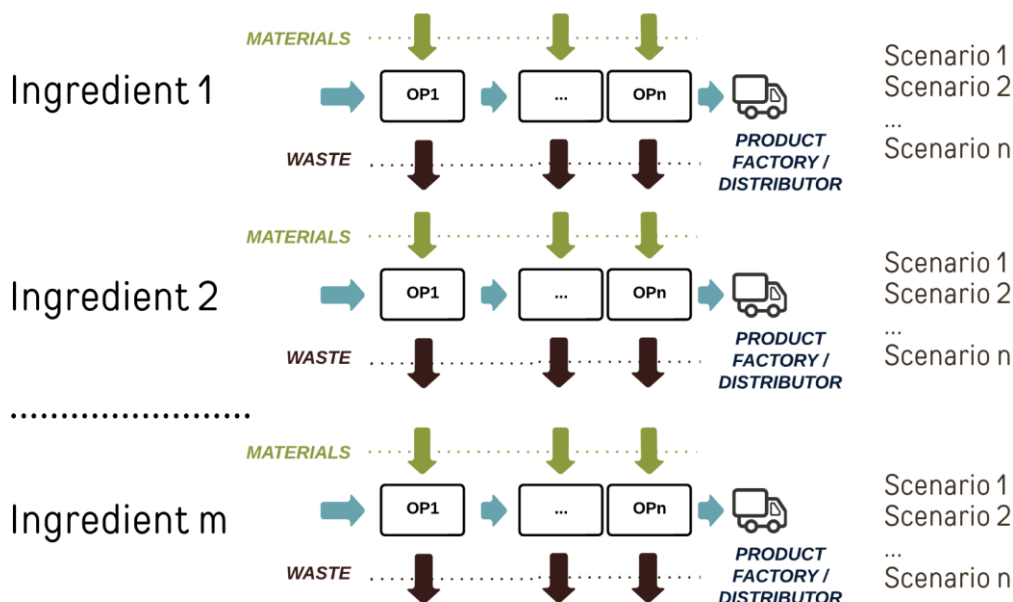 MATERIALS
Ingredient 1
OP1
...
OPn
WASTE
PRODUCT
FACTORY /
DISTRIBUTOR
Scenario 1
Scenario 2
...
Scenario n
MATERIALS
Ingredient 2
OP1
...
OPn
WASTE
PRODUCT
FACTORY /
DISTRIBUTOR
Scenario 1
Scenario 2
...
Scenario n
MATERIALS
Ingredient m
OP1
...
OPn
WASTE
PRODUCT
FACTORY /
DISTRIBUTOR
Scenario 1
Scenario 2
...
Scenario n